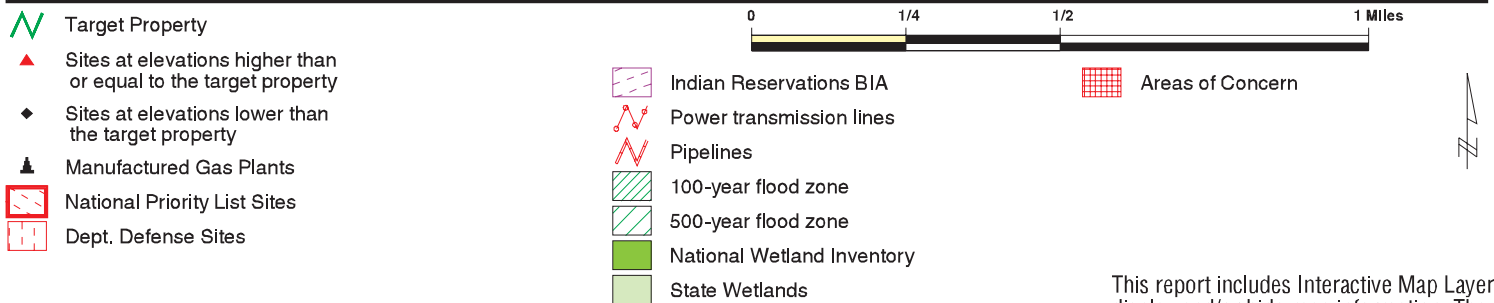 Target Property
Sites at elevations higher than
or equal to the target property
Sites at elevations lower than
the target property
Manufactured Gas Plants
National Priority List Sites
Dept. Defense Sites
0 1/4 1/2 1 Miles
Indian Reservations BIA
Power transmission lines
Pipelines
100-year flood zone
500-year flood zone
National Wetland Inventory
State Wetlands
Areas of Concern
N
This report includes Interactive Map Layer